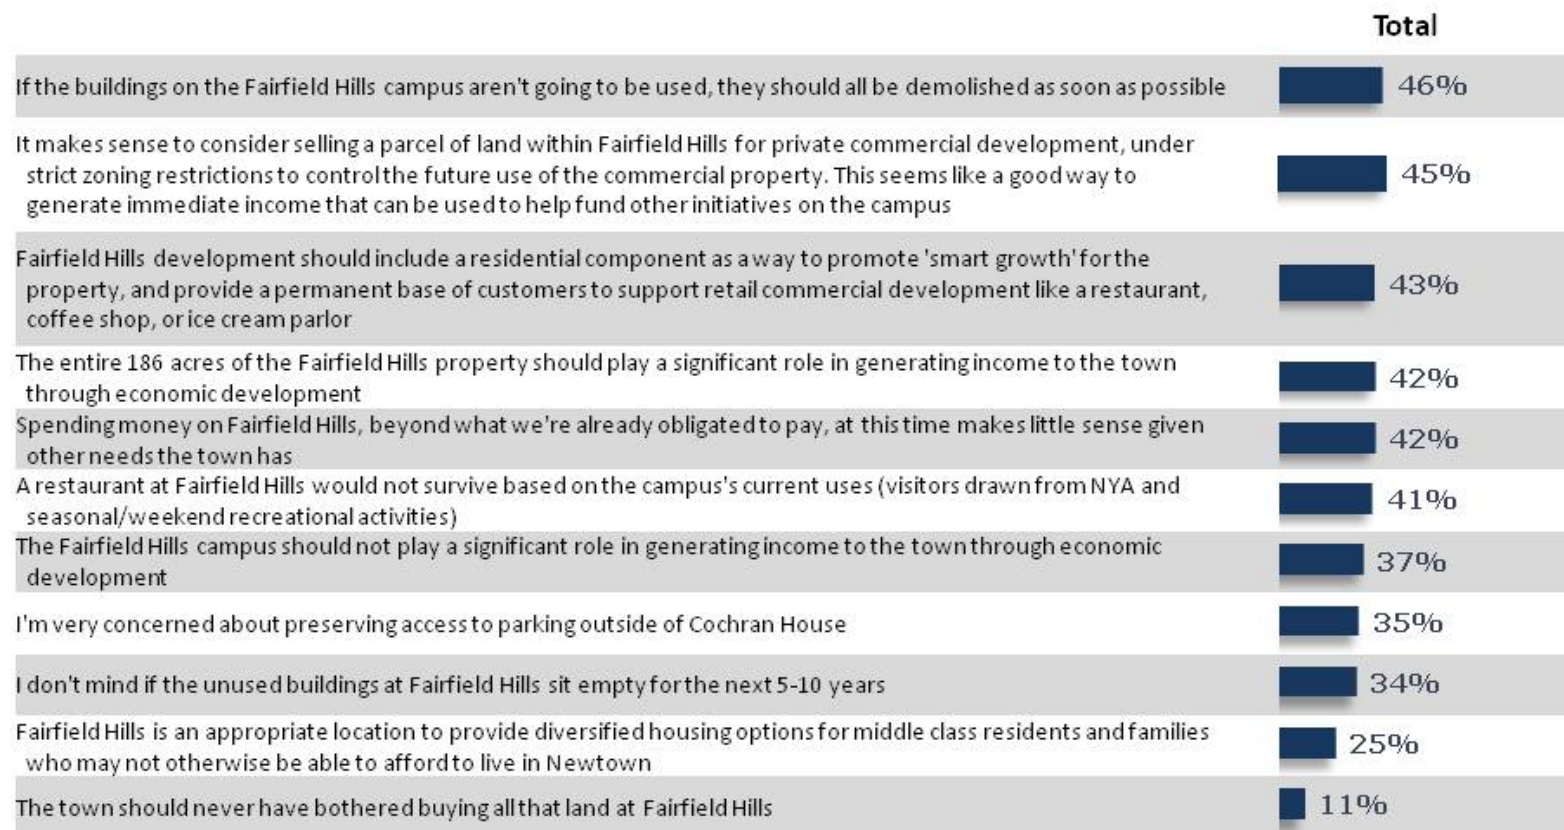 Total
If the buildings on the Fairfield Hills campus aren't going to be used, they should all be demolished as soon as possible
46%
It makes sense to consider selling a parcel of land within Fairfield Hills for private commercial development, under
strict zoning restrictions to control the future use of the commercial property. This seems like a good way to
generate immediate income that can be used to help fund other initiatives on the campus
45%
Fairfield Hills development should include a residential component as a way to promote 'smart growth' for the
property, and provide a permanent base of customers to support retail commercial development like a restaurant,
coffee shop, or ice cream parlor
43%
The entire 186 acres of the Fairfield Hills property should play a significant role in generating income to the town
through economic development
42%
Spending money on Fairfield Hills, beyond what we're already obligated to pay, at this time makes little sense given
other needs the town has
42%
A restaurant at Fairfield Hills would not survive based on the campus's current uses (visitors drawn from NYA and
seasonal/weekend recreational activities)
41%
The Fairfield Hills campus should not play a significant role in generating income to the town through economic
development
37%
I'm very concerned about preserving access to parking outside of Cochran House
35%
I don't mind if the unused buildings at Fairfield Hills sit empty for the next 5-10 years
34%
Fairfield Hills is an appropriate location to provide diversified housing options for middle class residents and families
who may not otherwise be able to afford to live in Newtown
25%
The town should never have bothered buying all that land at Fairfield Hills
11%